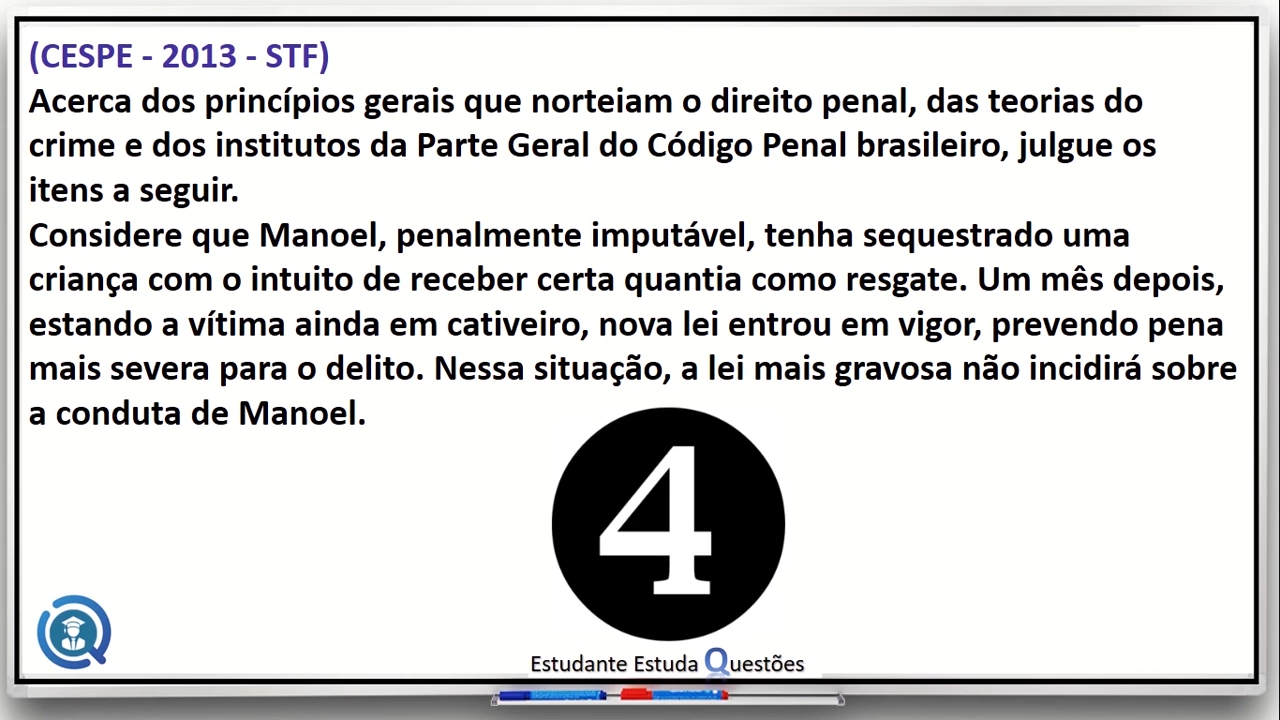 (CESPE - 2013 - STF)
Acerca dos princípios gerais que norteiam o direito penal, das teorias do
crime e dos institutos da Parte Geral do Código Penal brasileiro, julgue os
itens a seguir.
Considere que Manoel, penalmente imputável, tenha sequestrado uma
criança com o intuito de receber certa quantia como resgate. Um mês depois,
estando a vítima ainda em cativeiro, nova lei entrou em vigor, prevendo pena
mais severa para o delito. Nessa situação, a lei mais gravosa não incidirá sobre
a conduta de Manoel.
4
Estudante Estuda Questões